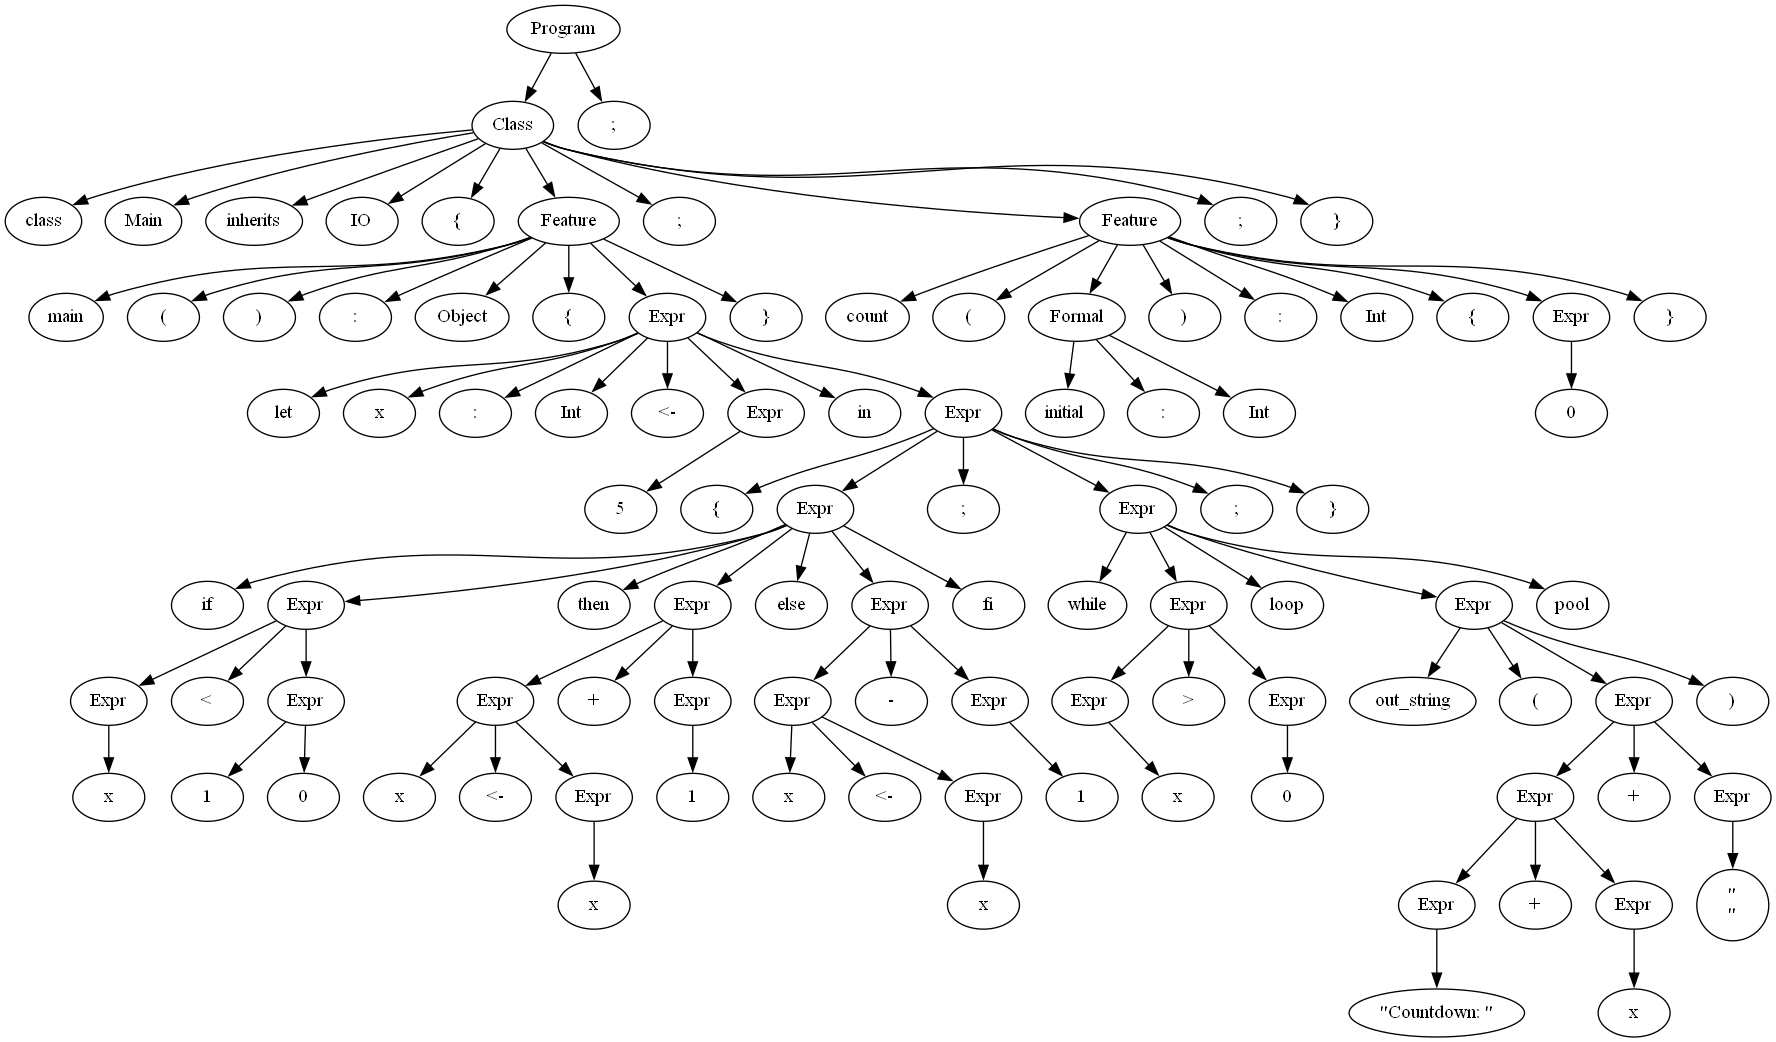 Program
Class ;
class Main inherits IO { Feature ; Feature ; }
main ( ) : Object { Expr } count ( Formal ) : Int { Expr }
let x : Int <- Expr in Expr initial : Int 0
5 { Expr ; Expr ; }
if Expr then Expr else Expr fi while Expr loop Expr pool
Expr < Expr Expr + Expr Expr - Expr Expr > Expr out_string ( Expr )
x 1 0 x <- Expr 1 x <- Expr 1 x 0 Expr + Expr
x x Expr + Expr "
"
"Countdown: " x